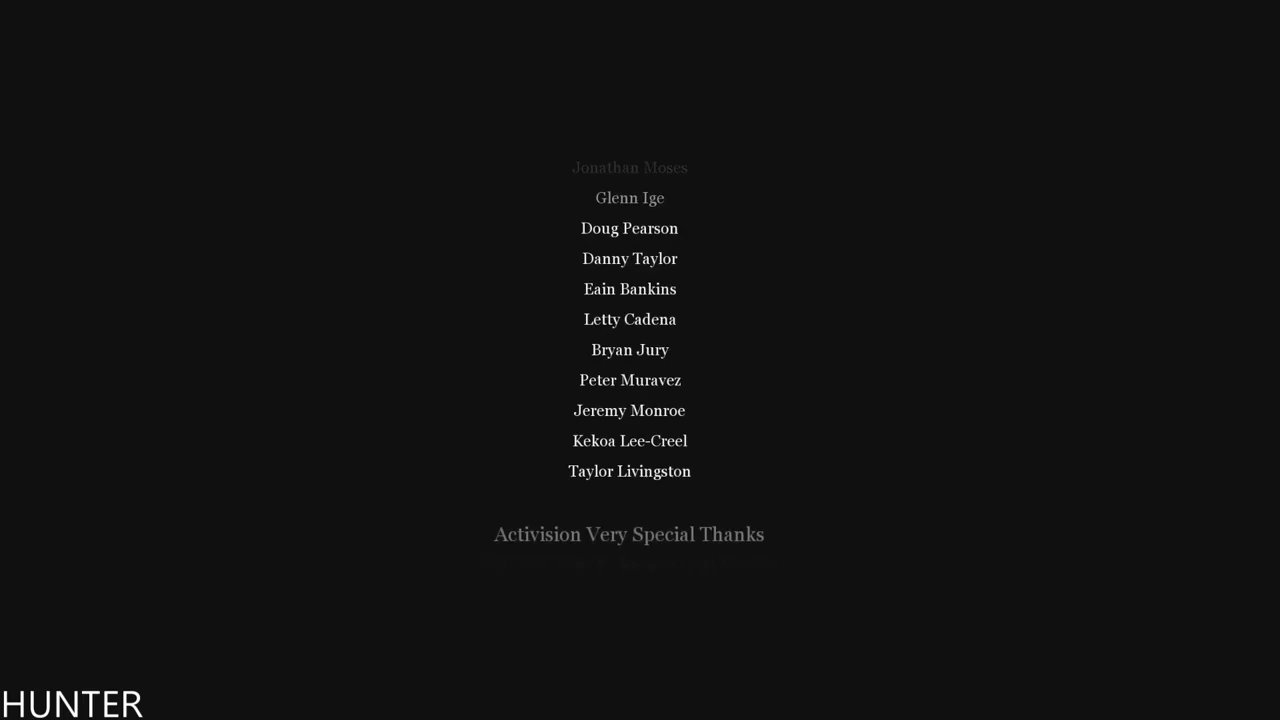 Jonathan Moses
Glenn Ige
Doug Pearson
Danny Taylor
Eain Bankins
Letty Cadena
Bryan Jury
Peter Muravez
Jeremy Monroe
Kekoa Lee-Creel
Taylor Livingston
Activision Very Special Thanks
HUNTER